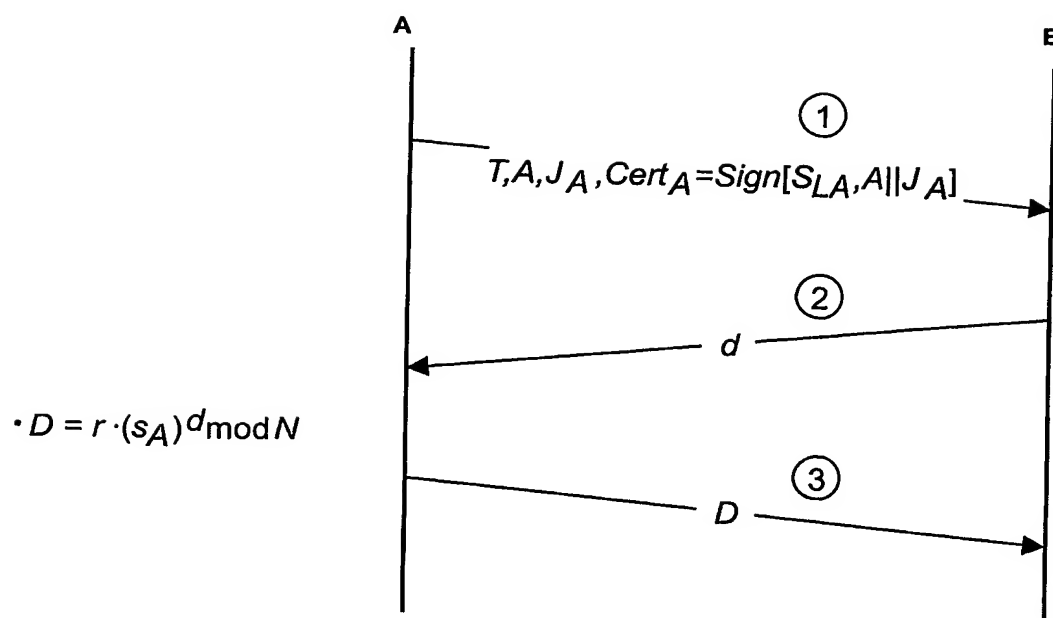 A
B
①
T,A,J_A,Cert_A=Sign[S_LA,A||J_A]
②
d
• D = r·(s_A)^d mod N
③
D